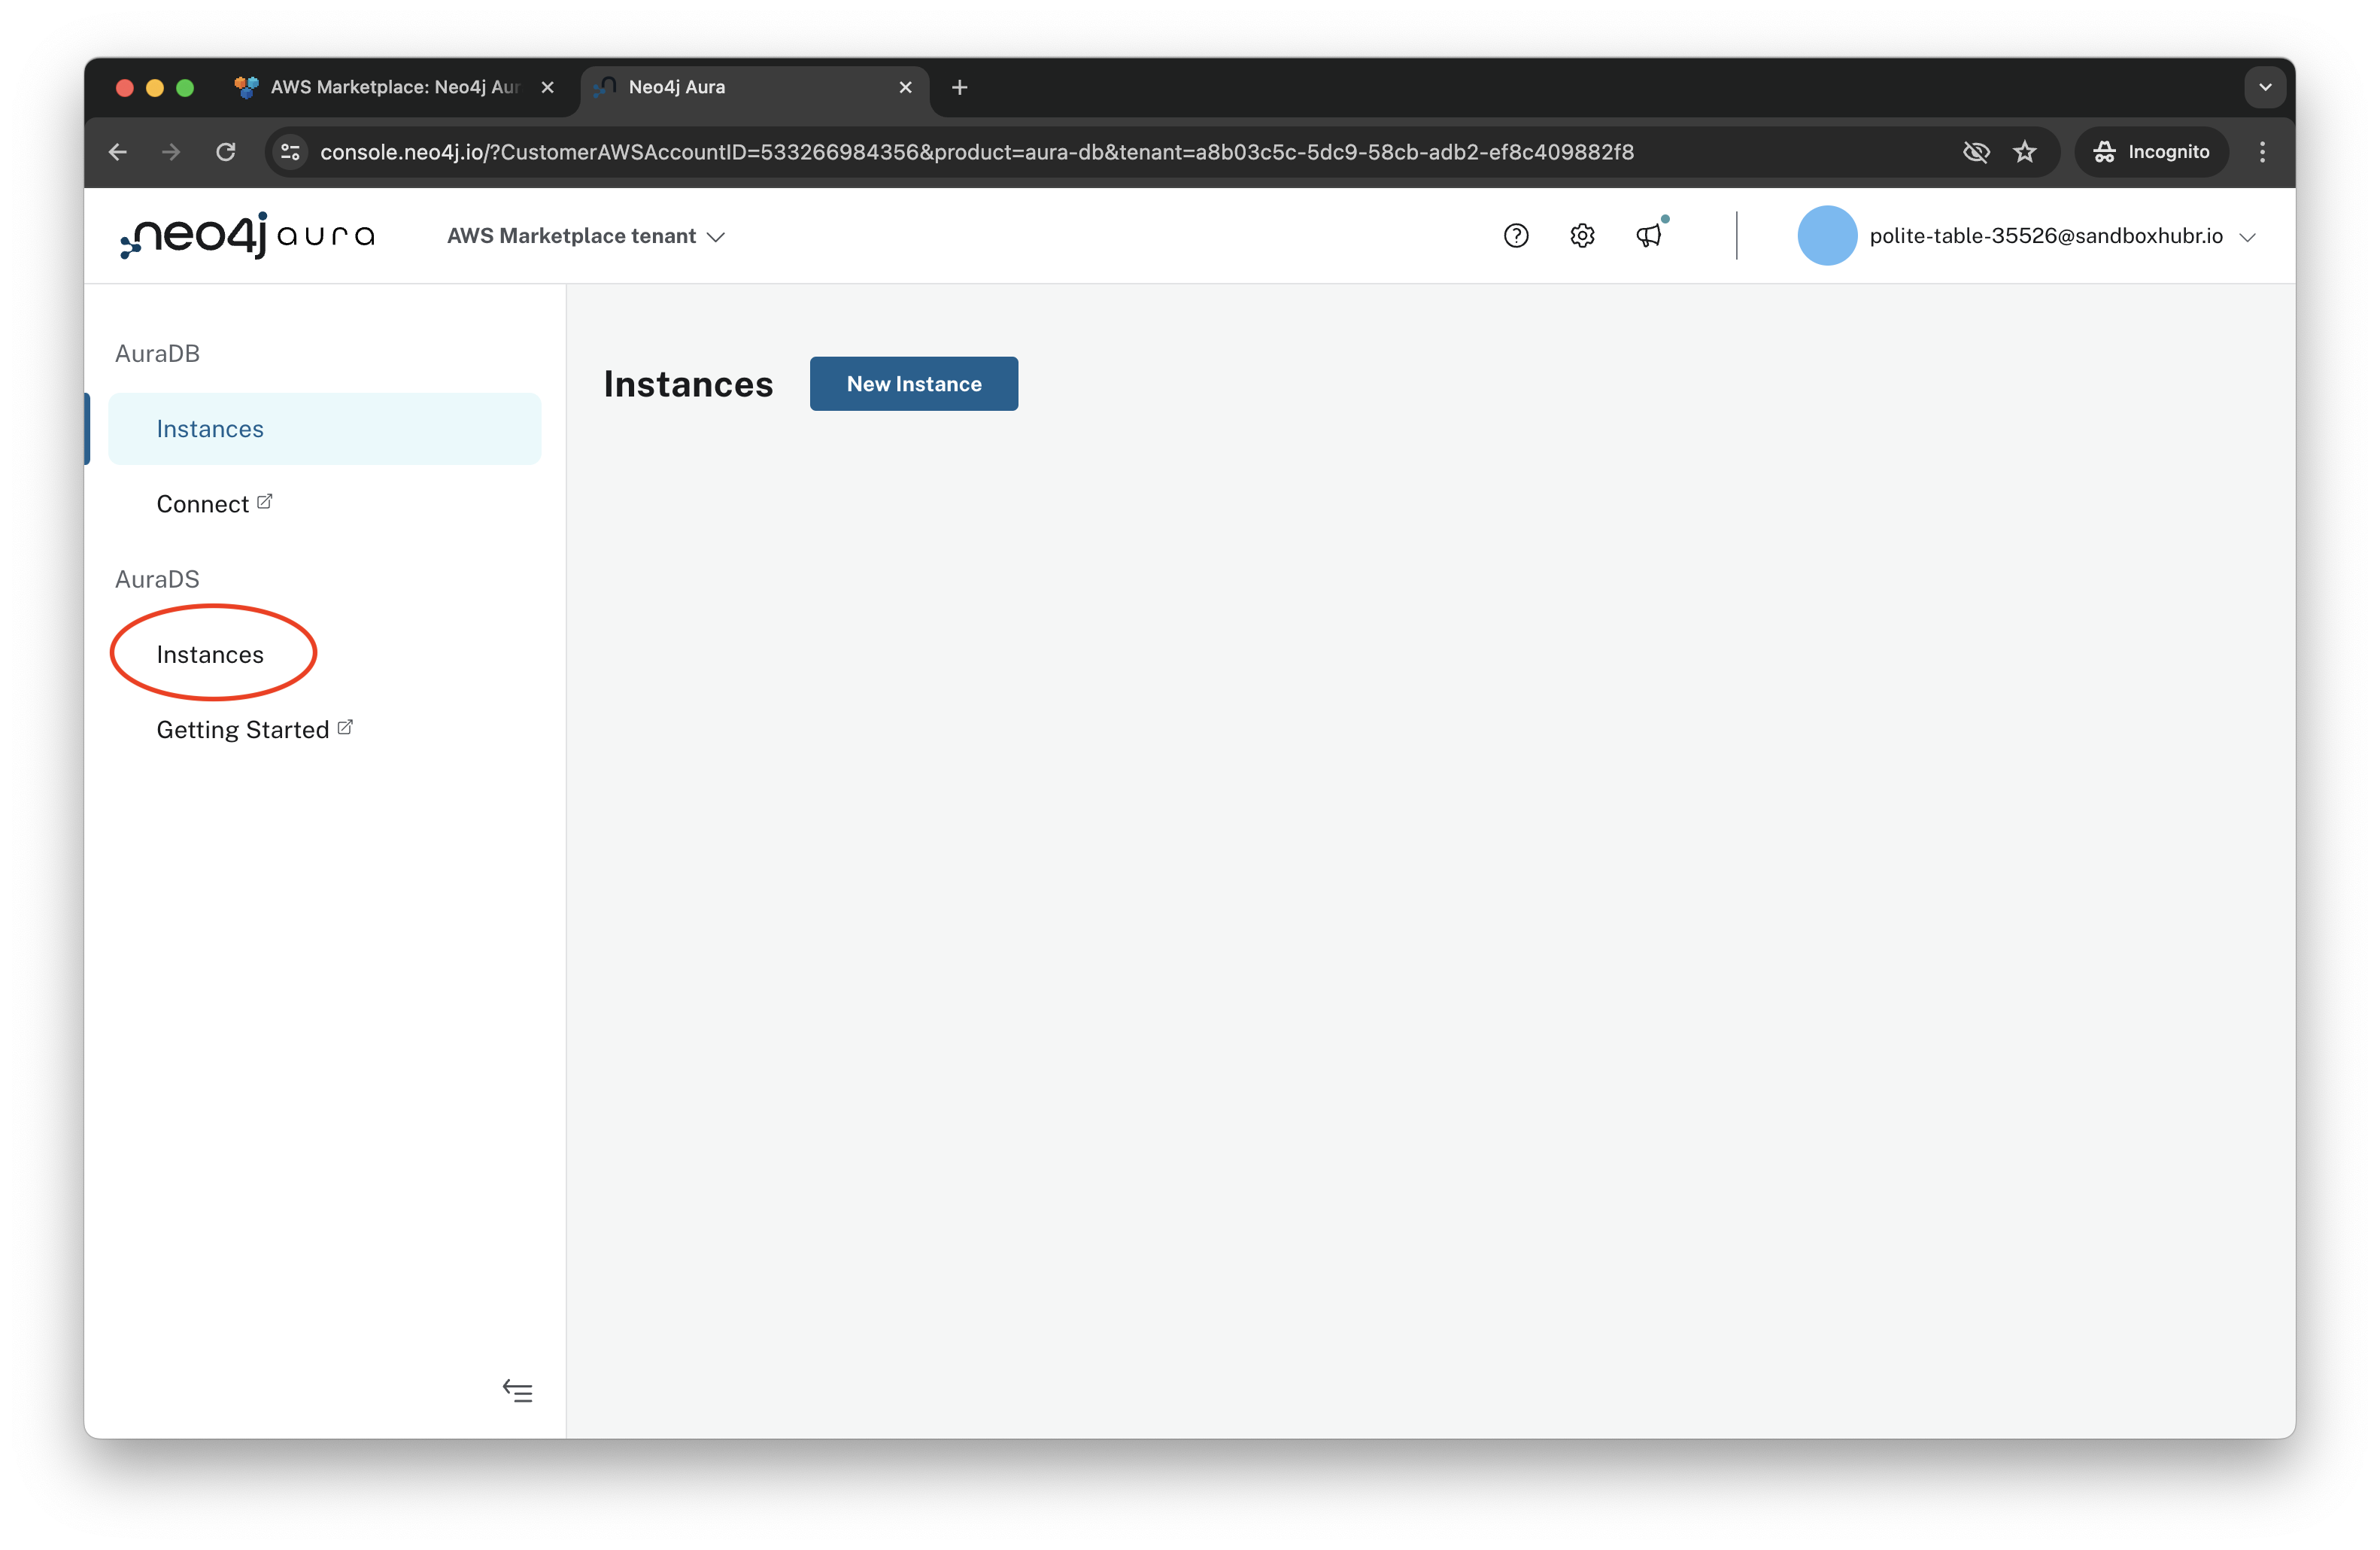 AWS Marketplace: Neo4j Aur
Neo4j Aura
console.neo4j.io/?CustomerAWSAccountID=533266984356&product=aura-db&tenant=a8b03c5c-5dc9-58cb-adb2-ef8c409882f8
Incognito
neo4j aura
AWS Marketplace tenant
polite-table-35526@sandboxhubr.io
AuraDB
Instances
Connect
AuraDS
Instances
Getting Started
Instances
New Instance